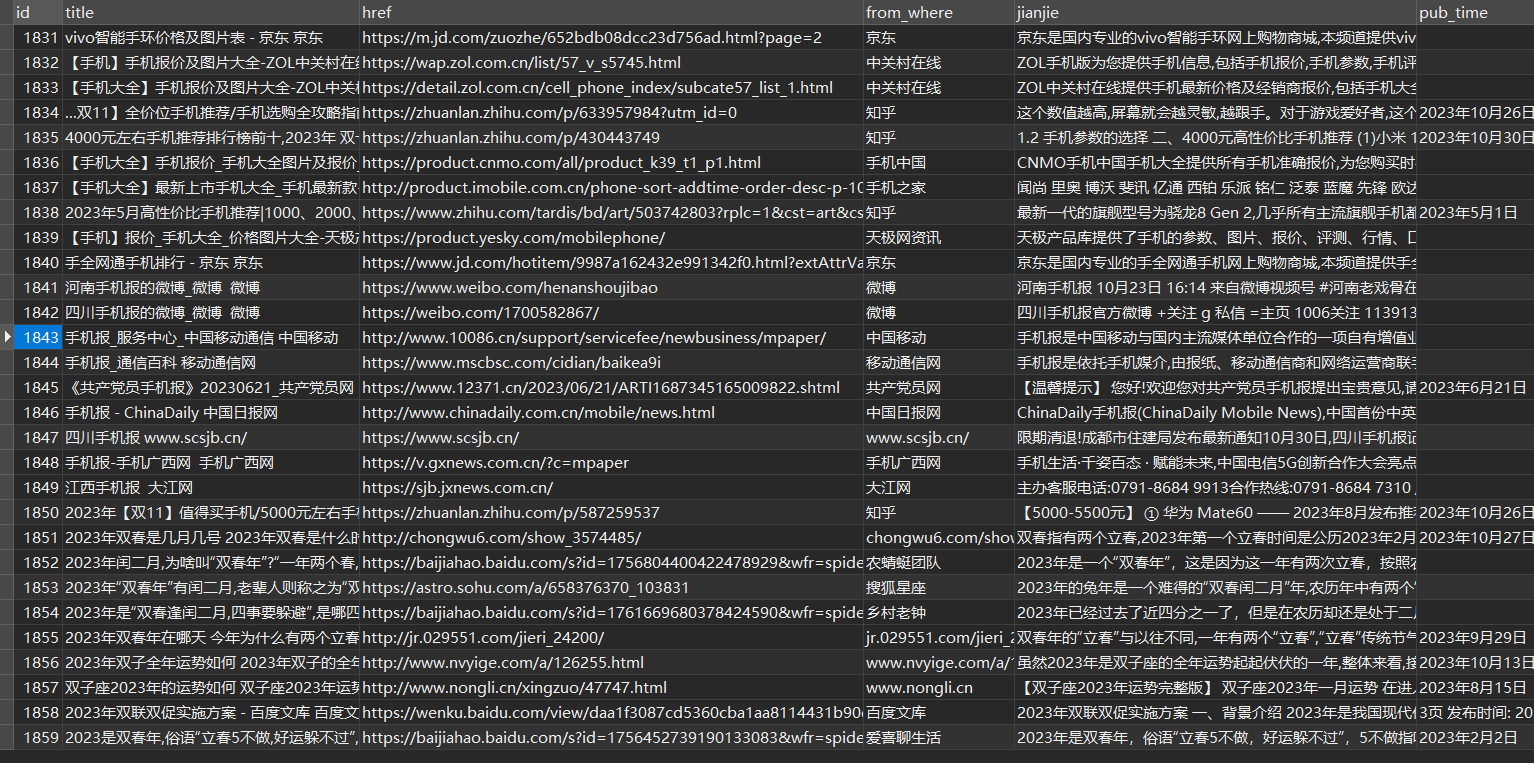 id title href from_where jianjie pub_time
1831 vivo智能手环价格及图片表 - 京东 京东 https://m.jd.com/zuozhe/652bdb08dcc23d756ad.html?page=2 京东 京东是国内专业的vivo智能手环网上购物商城,本频道提供viv
1832 【手机】手机报价及图片大全-ZOL中关村在 https://wap.zol.com.cn/list/57_v_s5745.html 中关村在线 ZOL手机版为您提供手机信息,包括手机报价,手机参数,手机评
1833 【手机大全】手机报价及图片大全-ZOL中关 https://detail.zol.com.cn/cell_phone_index/subcate57_list_1.html 中关村在线 ZOL中关村在线提供手机最新价格及经销商报价,包括手机大全
1834 ...双11】全价位手机推荐/手机选购全攻略指 https://zhuanlan.zhihu.com/p/633957984?utm_id=0 知乎 这个数值越高,屏幕就会越灵敏,越跟手。对于游戏爱好者,这个 2023年10月26日
1835 4000元左右手机推荐排行榜前十,2023年 双 https://zhuanlan.zhihu.com/p/430443749 知乎 1.2 手机参数的选择 二、4000元高性价比手机推荐 (1)小米 1 2023年10月30日
1836 【手机大全】手机报价_手机大全图片及报价 https://product.cnmo.com/all/product_k39_t1_p1.html 手机中国 CNMO手机中国手机大全提供所有手机准确报价,为您购买时
1837 【手机大全】最新上市手机大全_手机最新款 http://product.imobile.com.cn/phone-sort-addtime-order-desc-p-10 手机之家 闻尚 里奥 博沃 斐讯 亿通 西铂 乐派 铭仁 泛泰 蓝魔 先锋 欧达
1838 2023年5月高性价比手机推荐|1000、2000、 https://www.zhihu.com/tardis/bd/art/503742803?rplc=1&cst=art&cs 知乎 最新一代的旗舰型号为骁龙8 Gen 2,几乎所有主流旗舰手机都 2023年5月1日
1839 【手机】报价_手机大全_价格图片大全-天极 https://product.yesky.com/mobilephone/ 天极网资讯 天极产品库提供了手机的参数、图片、报价、评测、行情、
1840 手全网通手机排行 - 京东 京东 https://www.jd.com/hotitem/9987a162432e991342f0.html?extAttrVa 京东 京东是国内专业的手全网通手机网上购物商城,本频道提供手全
1841 河南手机报的微博_微博 微博 https://www.weibo.com/henanshoujibao 微博 河南手机报 10月23日 16:14 来自微博视频号 #河南老戏骨在
1842 四川手机报的微博_微博 微博 https://weibo.com/1700582867/ 微博 四川手机报官方微博 +关注 g 私信 =主页 1006关注 113913
1843 手机报_服务中心_中国移动通信 中国移动 http://www.10086.cn/support/servicefee/newbusiness/mpaper/ 中国移动 手机报是中国移动与国内主流媒体单位合作的一项自有增值业
1844 手机报_通信百科 移动通信网 https://www.mscbsc.com/cidian/baikea9i 移动通信网 手机报是依托手机媒介,由报纸、移动通信商和网络运营商联手
1845 《共产党员手机报》20230621_共产党员网 https://www.12371.cn/2023/06/21/ARTI1687345165009822.shtml 共产党员网 【温馨提示】 您好!欢迎您对共产党员手机报提出宝贵意见,请 2023年6月21日
1846 手机报 - ChinaDaily 中国日报网 http://www.chinadaily.com.cn/mobile/news.html 中国日报网 ChinaDaily手机报(ChinaDaily Mobile News),中国首份中英
1847 四川手机报 www.scsjb.cn/ https://www.scsjb.cn/ www.scsjb.cn/ 限期清退!成都市住建局发布最新通知10月30日,四川手机报记
1848 手机报-手机广西网 手机广西网 https://v.gxnews.com.cn/?c=mpaper 手机广西网 手机生活·千姿百态 · 赋能未来,中国电信5G创新合作大会亮点
1849 江西手机报 大江网 https://sjb.jxnews.com.cn/ 大江网 主办客服电话:0791-8684 9913合作热线:0791-8684 7310
1850 2023年【双11】值得买手机/5000元左右手 https://zhuanlan.zhihu.com/p/587259537 知乎 【5000-5500元】 ① 华为 Mate60 —— 2023年8月发布推 2023年10月26日
1851 2023年双春是几月几号 2023年双春是什么 http://chongwu6.com/show_3574485/ chongwu6.com/show 双春指有两个立春,2023年第一个立春时间是公历2023年2月 2023年10月27日
1852 2023年闰二月,为啥叫“双春年”?“一年两个春, https://baijiahao.baidu.com/s?id=1756804400422478929&wfr=spide 农蜻蜓团队 2023年是一个“双春年”，这是因为这一年有两次立春，按照
1853 2023年“双春年”有闰二月,老辈人则称之为“双 https://astro.sohu.com/a/658376370_103831 搜狐星座 2023年的兔年是一个难得的“双春闰二月”年,农历年中有两个
1854 2023年是“双春逢闰二月,四事要躲避”,是哪四 https://baijiahao.baidu.com/s?id=1761669680378424590&wfr=spide 乡村老钟 2023年已经过去了近四分之一了，但是在农历却还是处于二
1855 2023年双春年在哪天 今年为什么有两个立春 http://jr.029551.com/jieri_24200/ jr.029551.com/jieri_2 双春年的“立春”与以往不同,一年有两个“立春”,“立春”传统节气 2023年9月29日
1856 2023年双子全年运势如何 2023年双子的全 http://www.nvyige.com/a/126255.html www.nvyige.com/a/ 虽然2023年是双子座的全年运势起起伏伏的一年,整体来看, 2023年10月13日
1857 双子座2023年的运势如何 双子座2023年运 http://www.nongli.cn/xingzuo/47747.html www.nongli.cn 【双子座2023年运势完整版】 双子座2023年一月运势 在进 2023年8月15日
1858 2023年双联双促实施方案 - 百度文库 百度文 https://wenku.baidu.com/view/daa1f3087cd5360cba1aa8114431b90 百度文库 2023年双联双促实施方案 一、背景介绍 2023年是我国现代 3页 发布时间: 20
1859 2023是双春年,俗语“立春5不做,好运躲不过”, https://baijiahao.baidu.com/s?id=1756452739190133083&wfr=spide 爱喜聊生活 2023年是双春年，俗语“立春5不做，好运躲不过”，5不做指 2023年2月2日